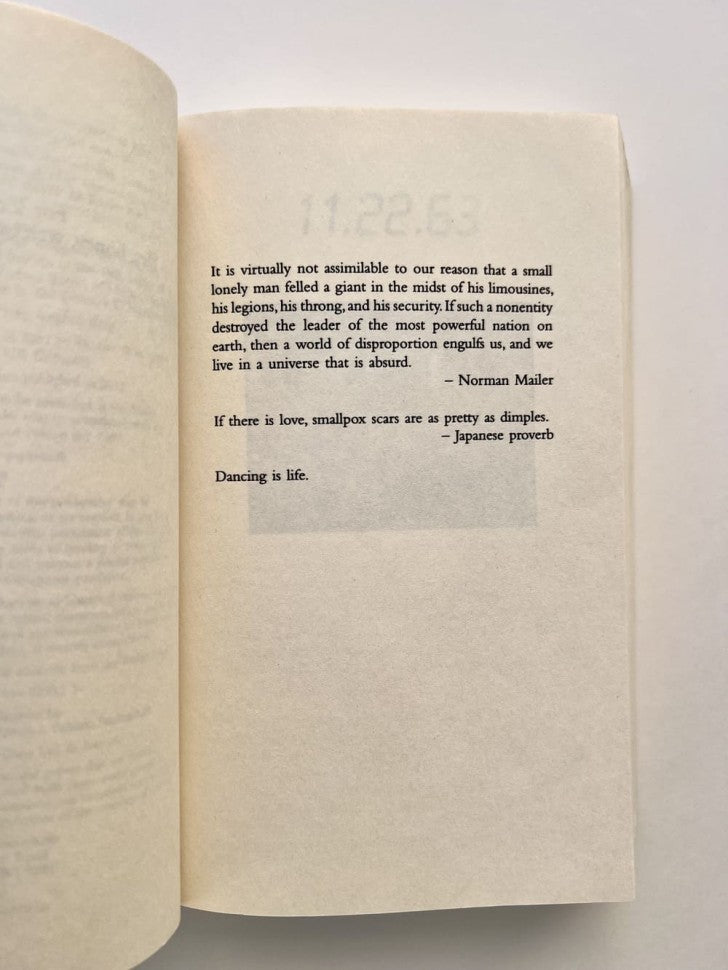 11.22.63
It is virtually not assimilable to our reason that a small
lonely man felled a giant in the midst of his limousines,
his legions, his throng, and his security. If such a nonentity
destroyed the leader of the most powerful nation on
earth, then a world of disproportion engulfs us, and we
live in a universe that is absurd.
– Norman Mailer
If there is love, smallpox scars are as pretty as dimples.
– Japanese proverb
Dancing is life.